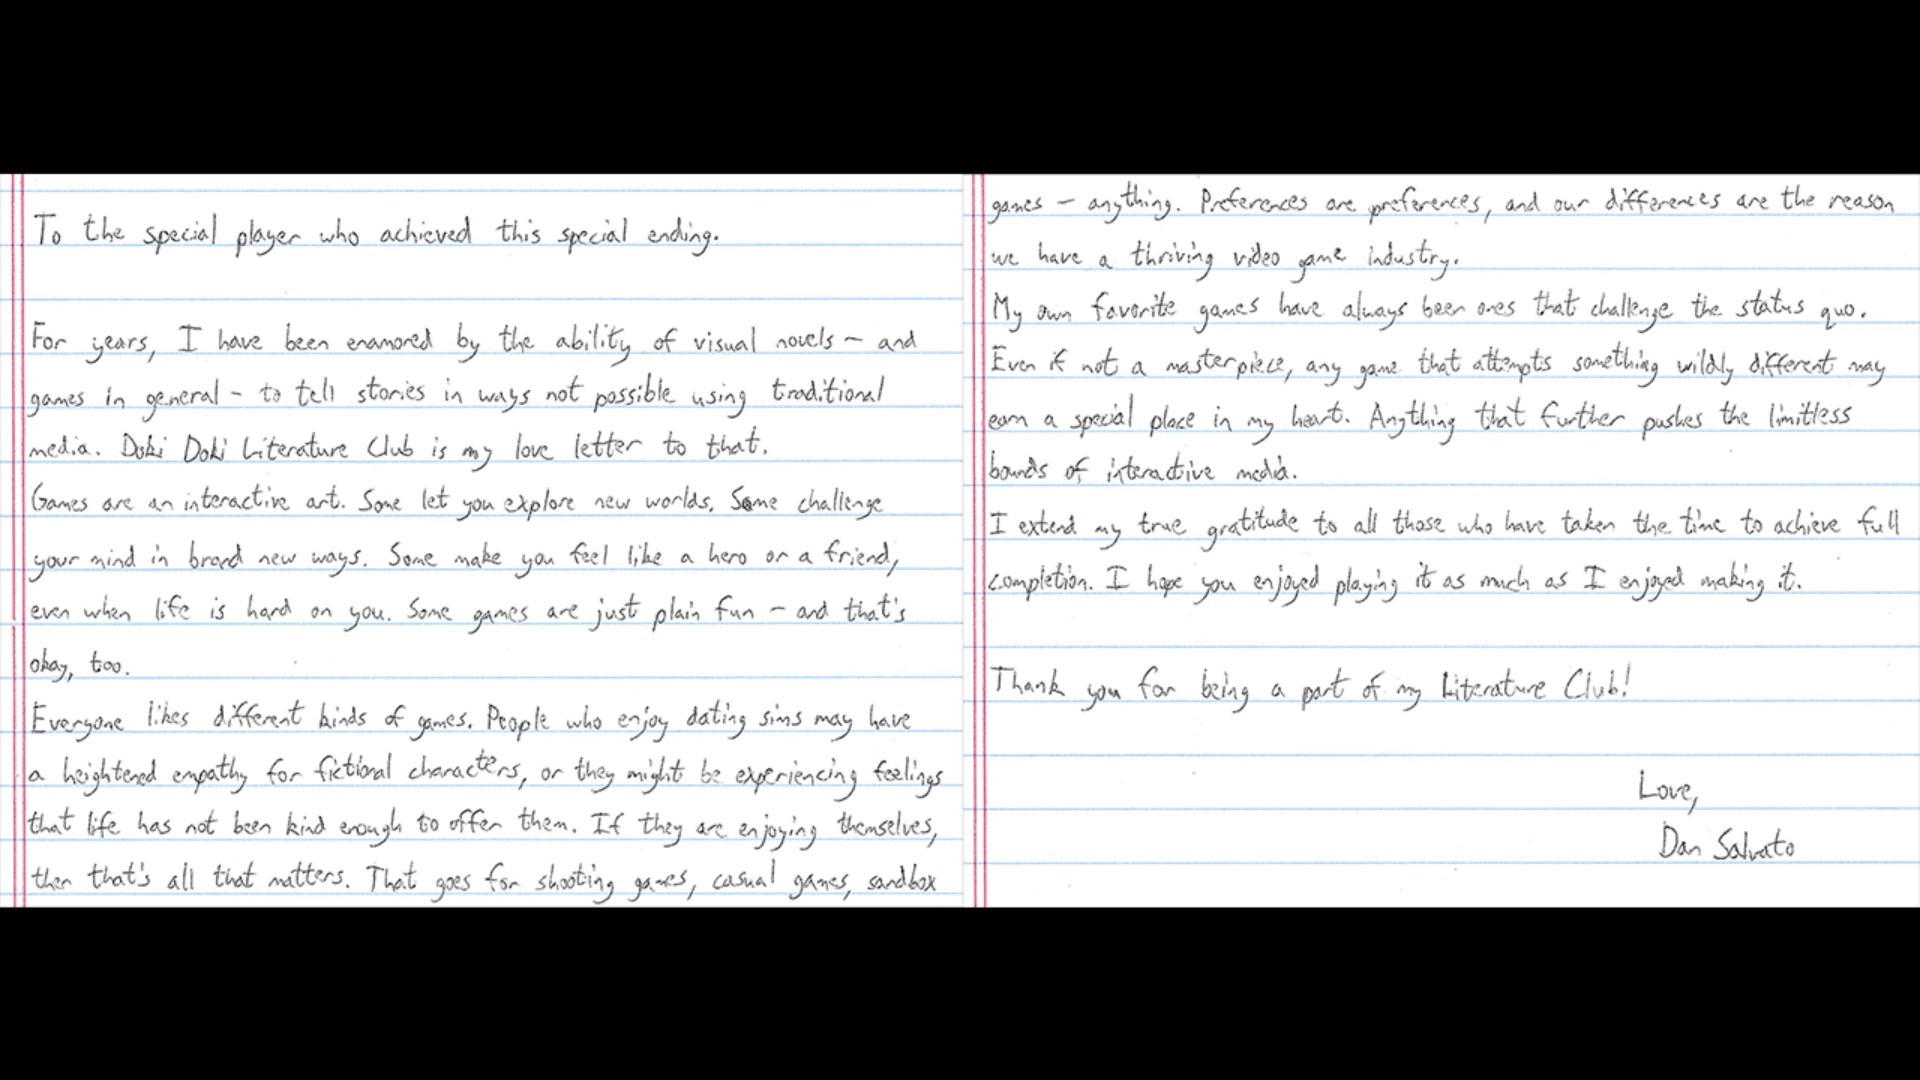 To the special player who achieved this special ending.
For years, I have been enamored by the ability of visual novels – and
games in general – to tell stories in ways not possible using traditional
media. Doki Doki Literature Club is my love letter to that.
Games are an interactive art. Some let you explore new worlds. Some challenge
your mind in brand new ways. Some make you feel like a hero or a friend,
even when life is hard on you. Some games are just plain fun – and that's
okay, too.
Everyone likes different kinds of games. People who enjoy dating sims may have
a heightened empathy for fictional characters, or they might be experiencing feelings
that life has not been kind enough to offer them. If they are enjoying themselves,
then that's all that matters. That goes for shooting games, casual games, sandbox
games – anything. Preferences are preferences, and our differences are the reason
we have a thriving video game industry.
My own favorite games have always been ones that challenge the status quo.
Even if not a masterpiece, any game that attempts something wildly different may
earn a special place in my heart. Anything that further pushes the limitless
bounds of interactive media.
I extend my true gratitude to all those who have taken the time to achieve full
completion. I hope you enjoyed playing it as much as I enjoyed making it.
Thank you for being a part of my Literature Club!
Love,
Dan Salvato